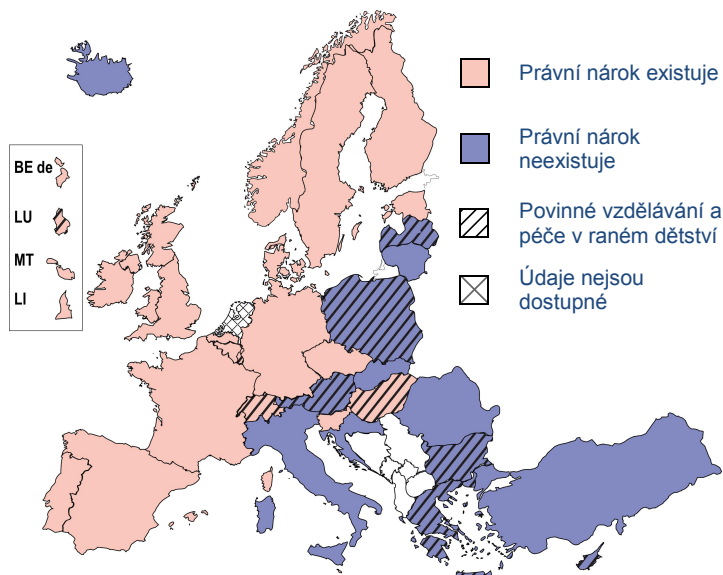 Právní nárok existuje
Právní nárok
neexistuje
Povinné vzdělávání a
péče v raném dětství
Údaje nejsou
dostupné
BE de
LU
MT
LI